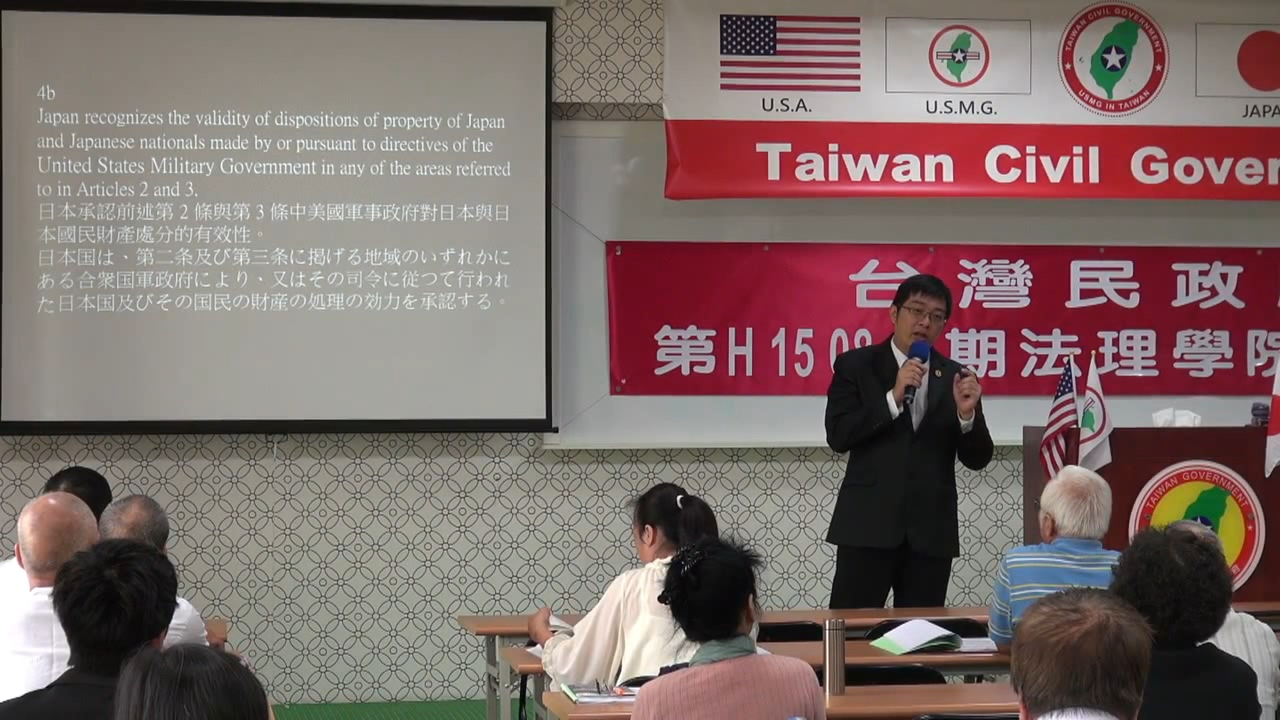 4b
Japan recognizes the validity of dispositions of property of Japan
and Japanese nationals made by or pursuant to directives of the
United States Military Government in any of the areas referred
to in Articles 2 and 3.
日本承認前述第 2 條與第 3 條中美國軍事政府對日本與日
本國民財產處分的有效性。
日本国は、第二条及び第三条に掲げる地域のいずれかに
ある合衆国軍政府により、又はその司令に從つて行われ
た日本国及びその国民の財産の処理の効力を承認する。
U.S.A.
U.S.M.G.
TAIWAN CIVIL GOVERNMENT
USMG IN TAIWAN
JAPA
Taiwan Civil Gover
台灣民政
第H 15 08 期法理學院
TAIWAN GOVERNMENT